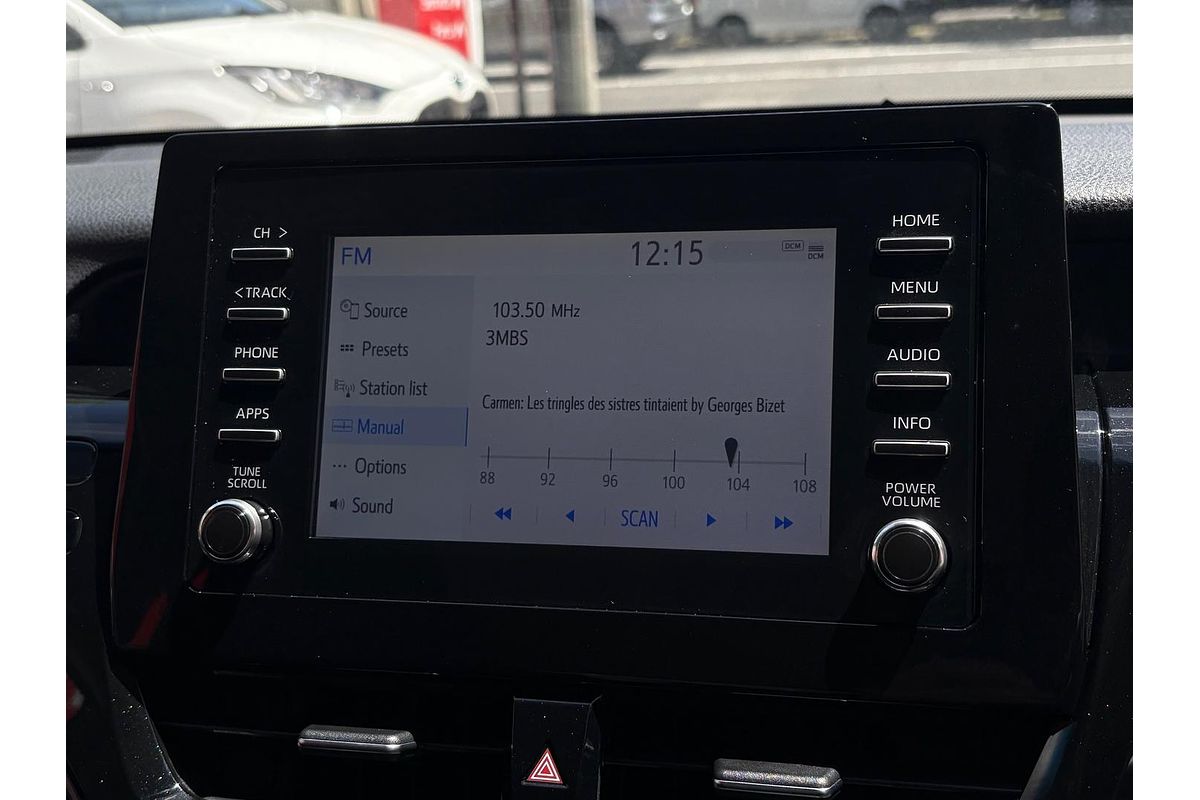 CH >
< TRACK
PHONE
APPS
TUNE
SCROLL
FM
12:15
DCM
DCM
Source
Presets
Station list
Manual
Options
Sound
103.50 MHz
3MBS
Carmen: Les tringles des sistres tintaient by Georges Bizet
88 92 96 100 104 108
SCAN
HOME
MENU
AUDIO
INFO
POWER
VOLUME